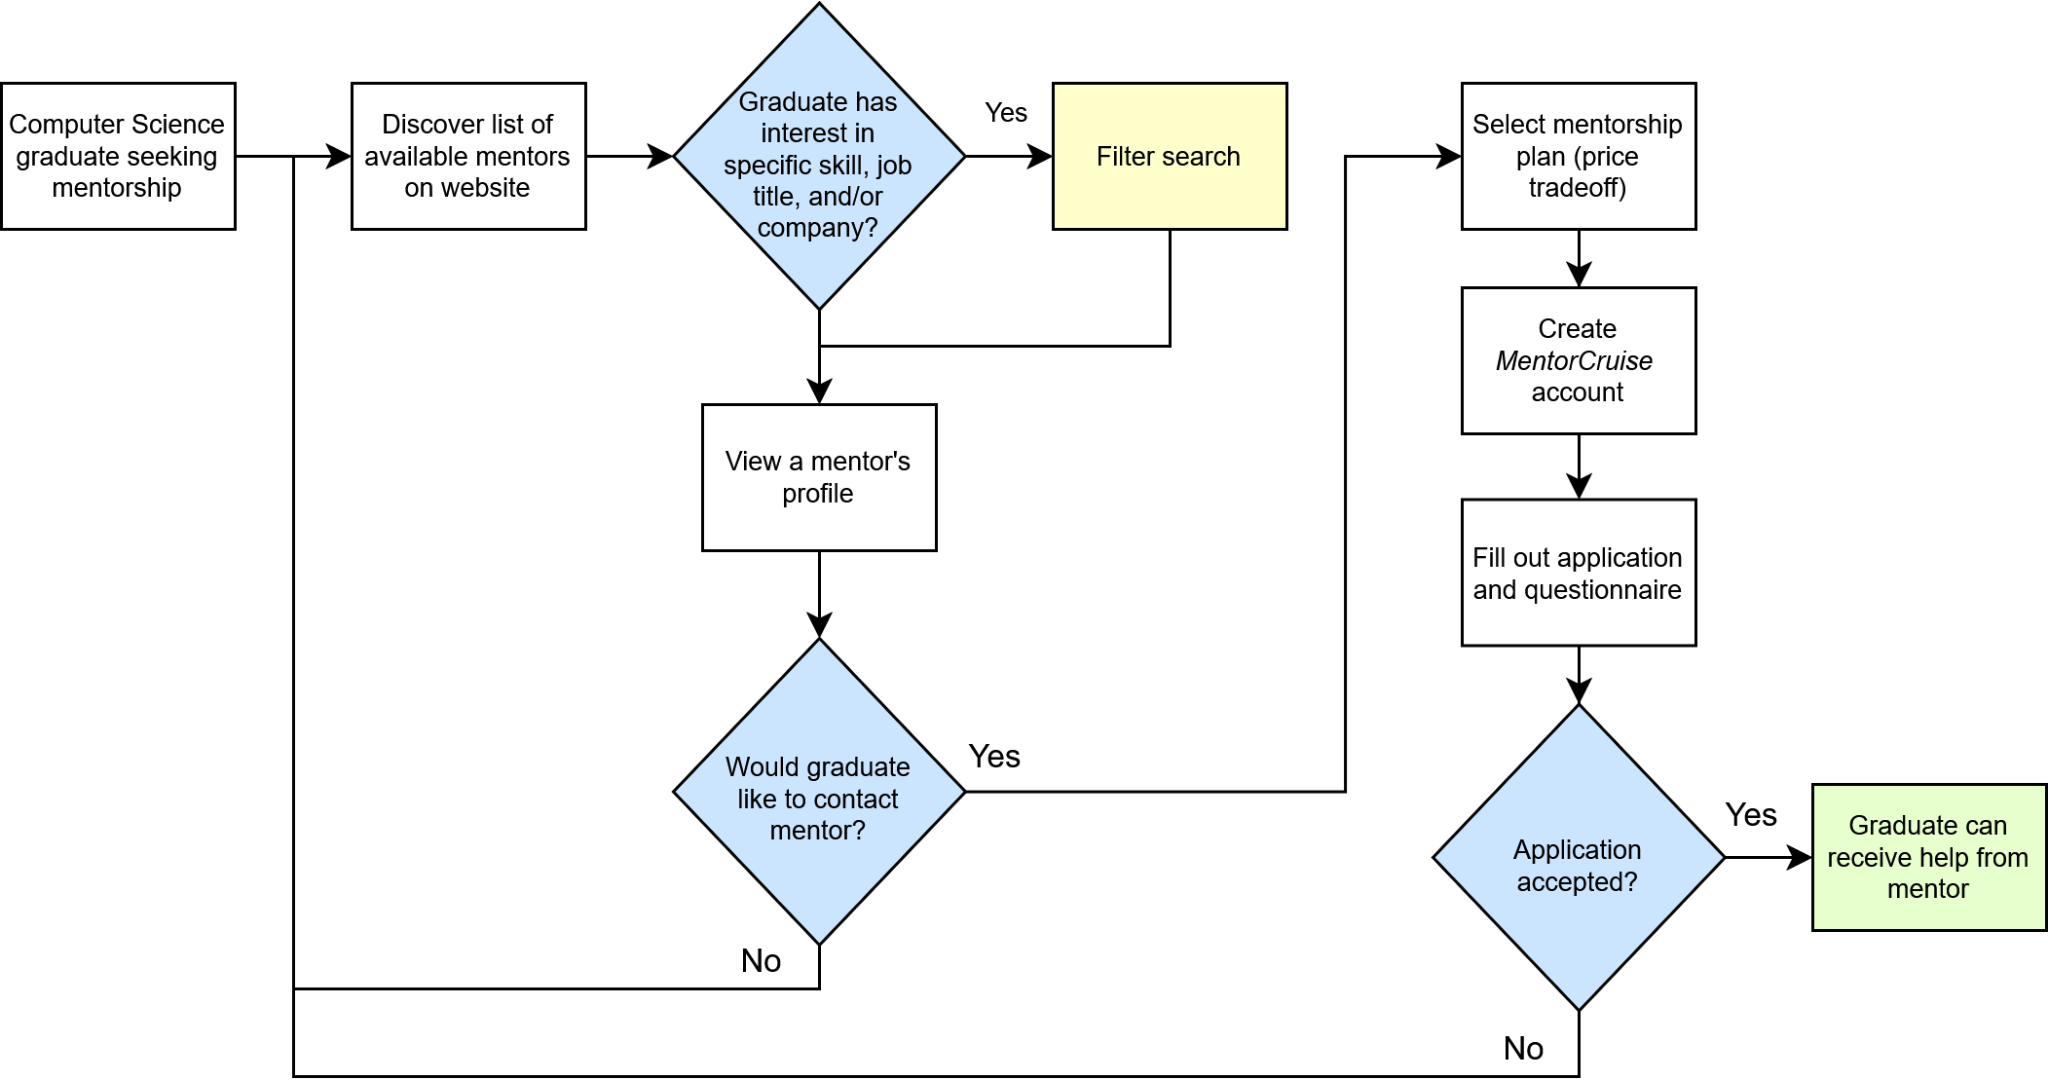 Computer Science
graduate seeking
mentorship
Discover list of
available mentors
on website
Graduate has
interest in
specific skill, job
title, and/or
company?
Yes
Filter search
View a mentor's
profile
Would graduate
like to contact
mentor?
Yes
No
Select mentorship
plan (price
tradeoff)
Create
MentorCruise
account
Fill out application
and questionnaire
Application
accepted?
Yes
No
Graduate can
receive help from
mentor